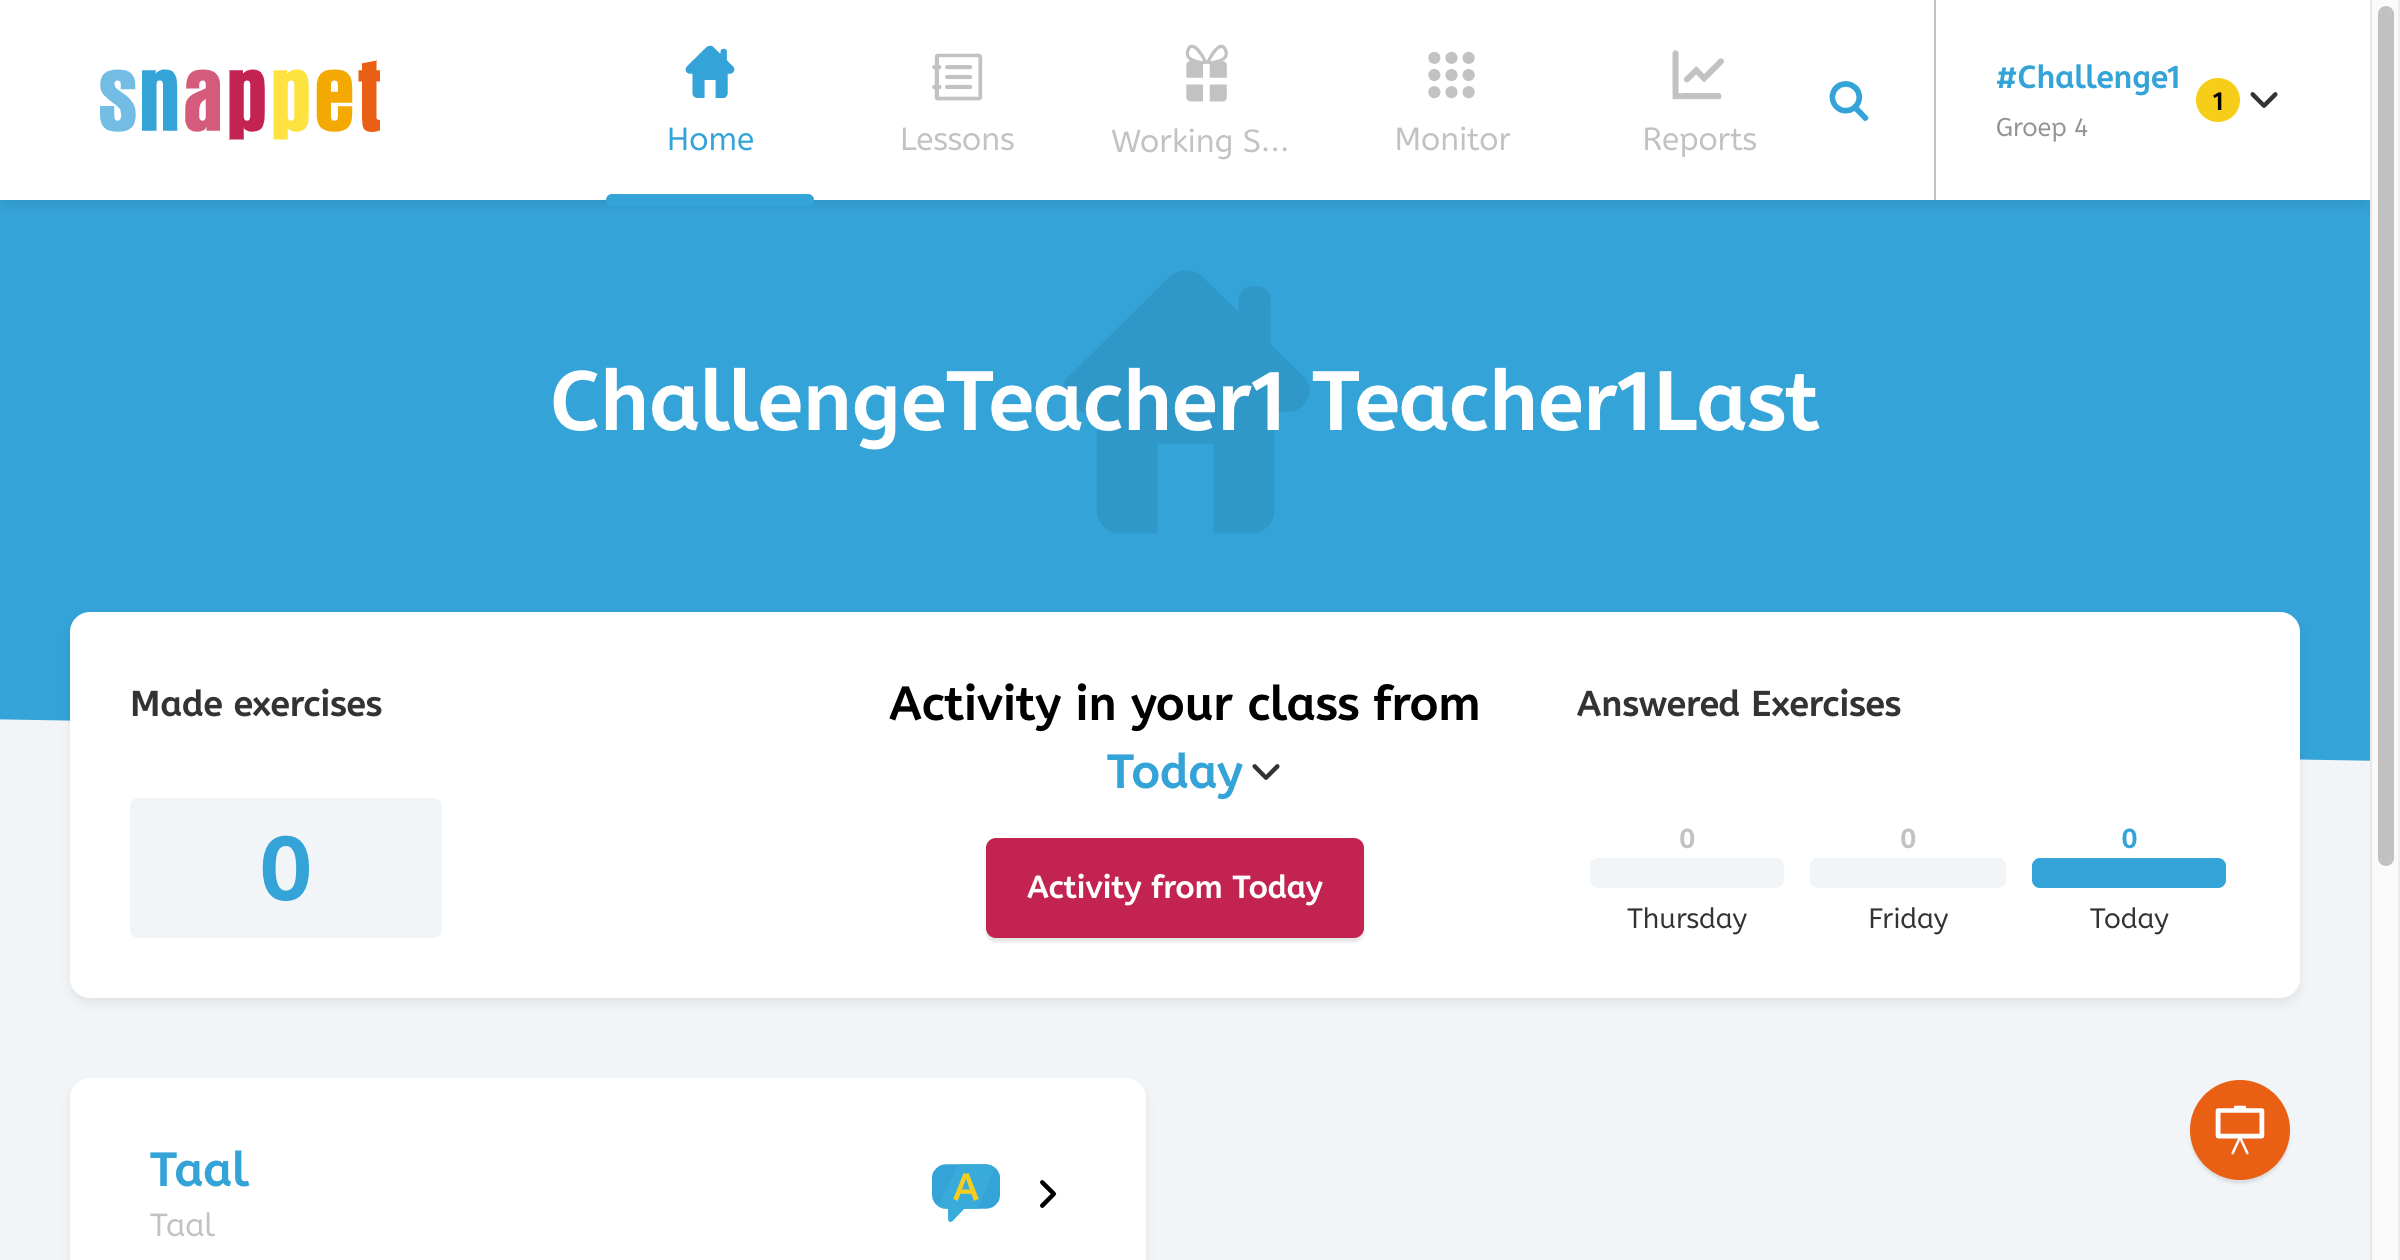 snappet
Home
Lessons
Working S...
Monitor
Reports
#Challenge1
Groep 4
1
ChallengeTeacher1 Teacher1Last
Made exercises
0
Activity in your class from
Today
Activity from Today
Answered Exercises
0 0 0
Thursday Friday Today
Taal
Taal
A